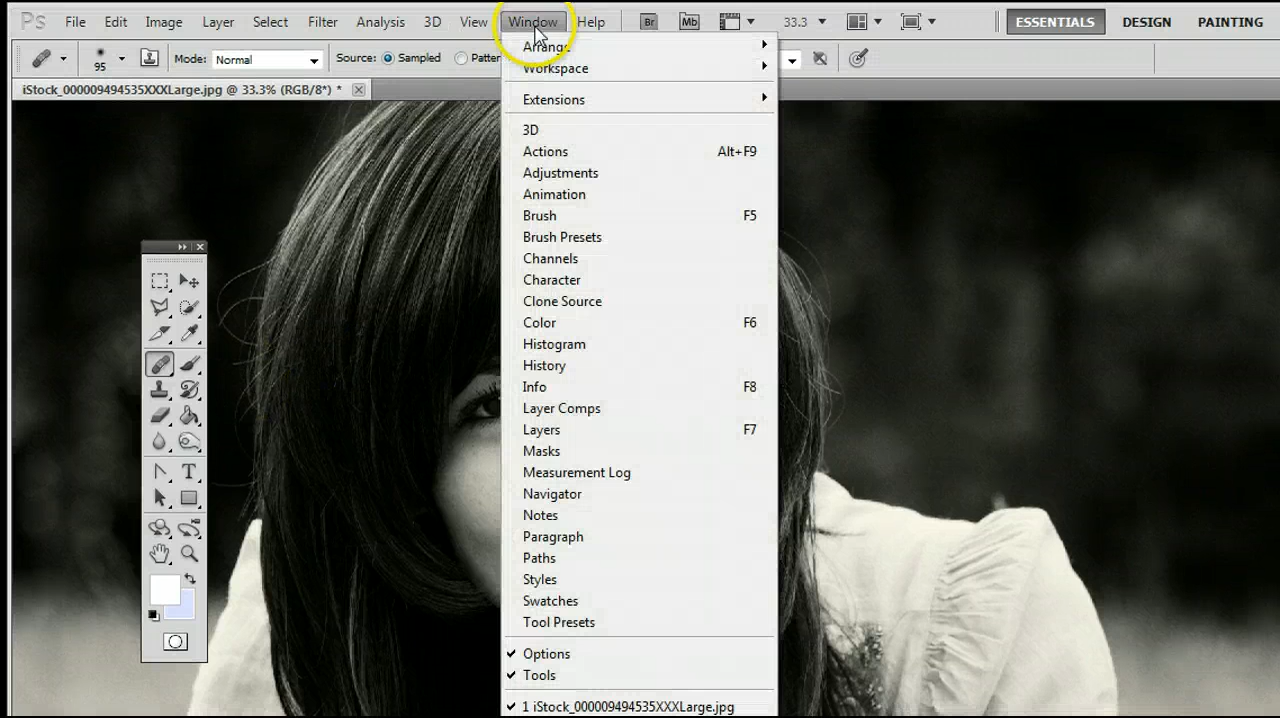 Ps File Edit Image Layer Select Filter Analysis 3D View Window Help Br Mb 33.3 ESSENTIALS DESIGN PAINTING
95 Mode: Normal Source: Sampled
iStock_000009494535XXXLarge.jpg @ 33.3% (RGB/8*) *
Arrange
Workspace
Extensions
3D
Actions Alt+F9
Adjustments
Animation
Brush F5
Brush Presets
Channels
Character
Clone Source
Color F6
Histogram
History
Info F8
Layer Comps
Layers F7
Masks
Measurement Log
Navigator
Notes
Paragraph
Paths
Styles
Swatches
Tool Presets
Options
Tools
1 iStock_000009494535XXXLarge.jpg